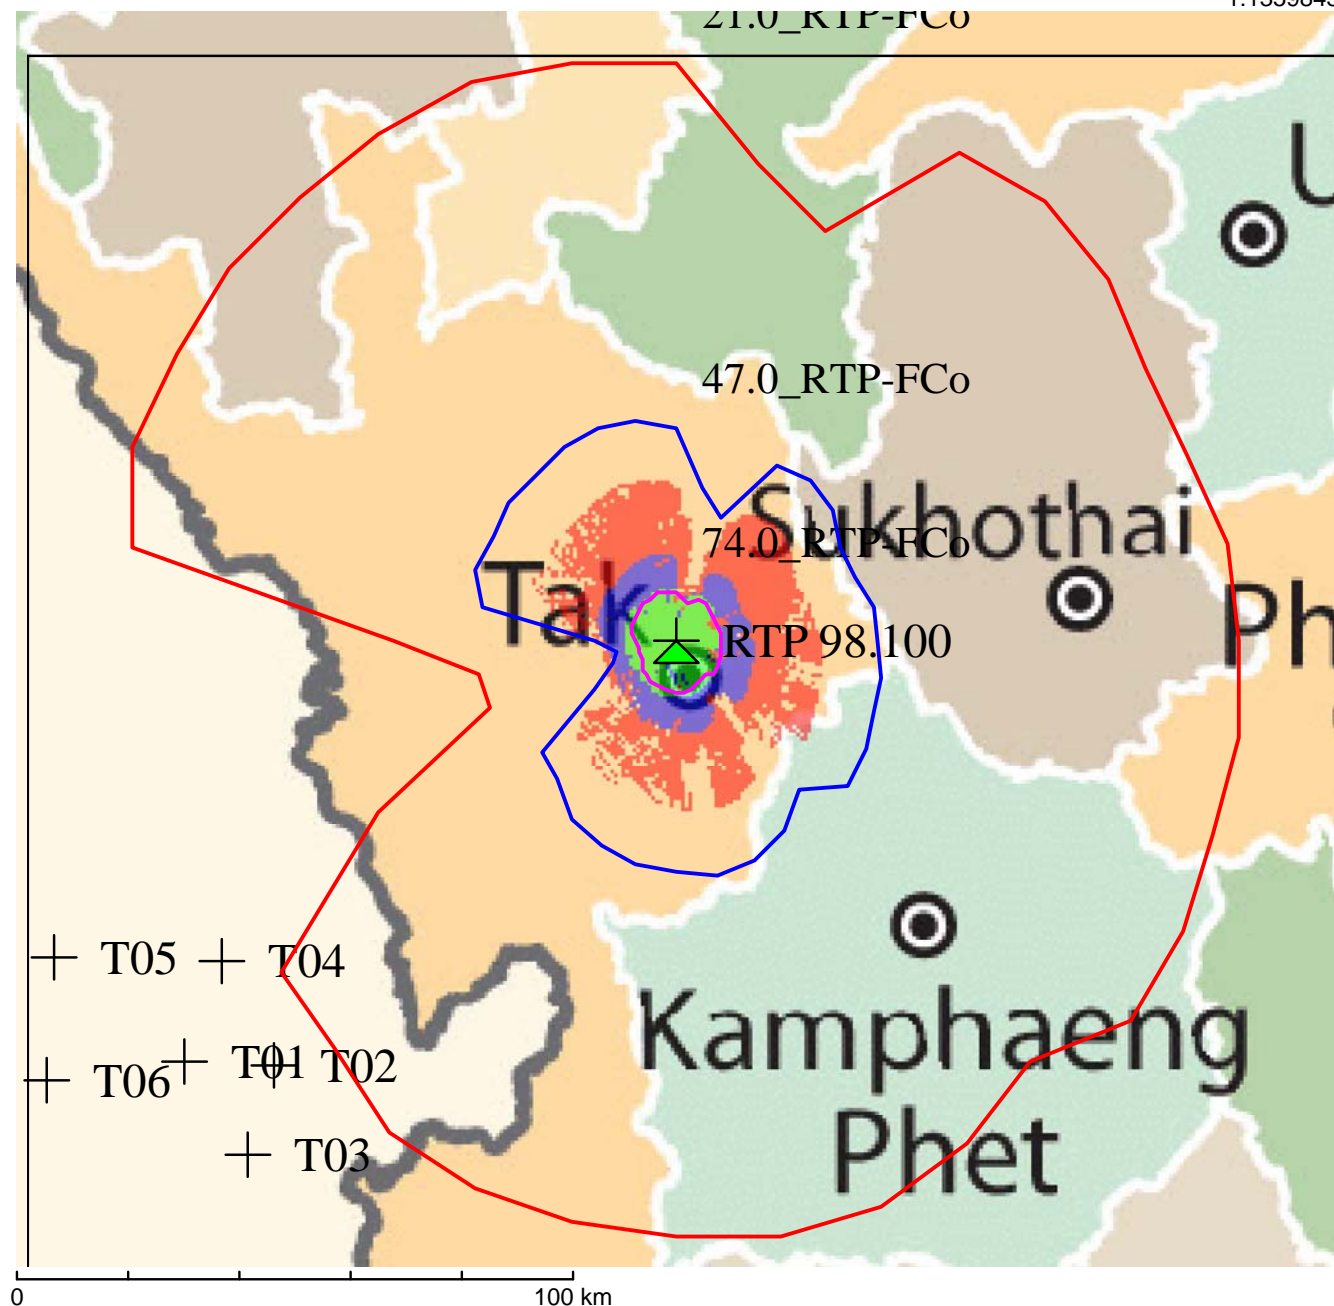 21.0_RTP-FCo
U
47.0_RTP-FCo
Sukhothai
74.0_RTP-FCo
Tak
Ph
RTP 98.100
T05
T04
T01
T02
T06
Kamphaeng
Phet
T03
0
100 km